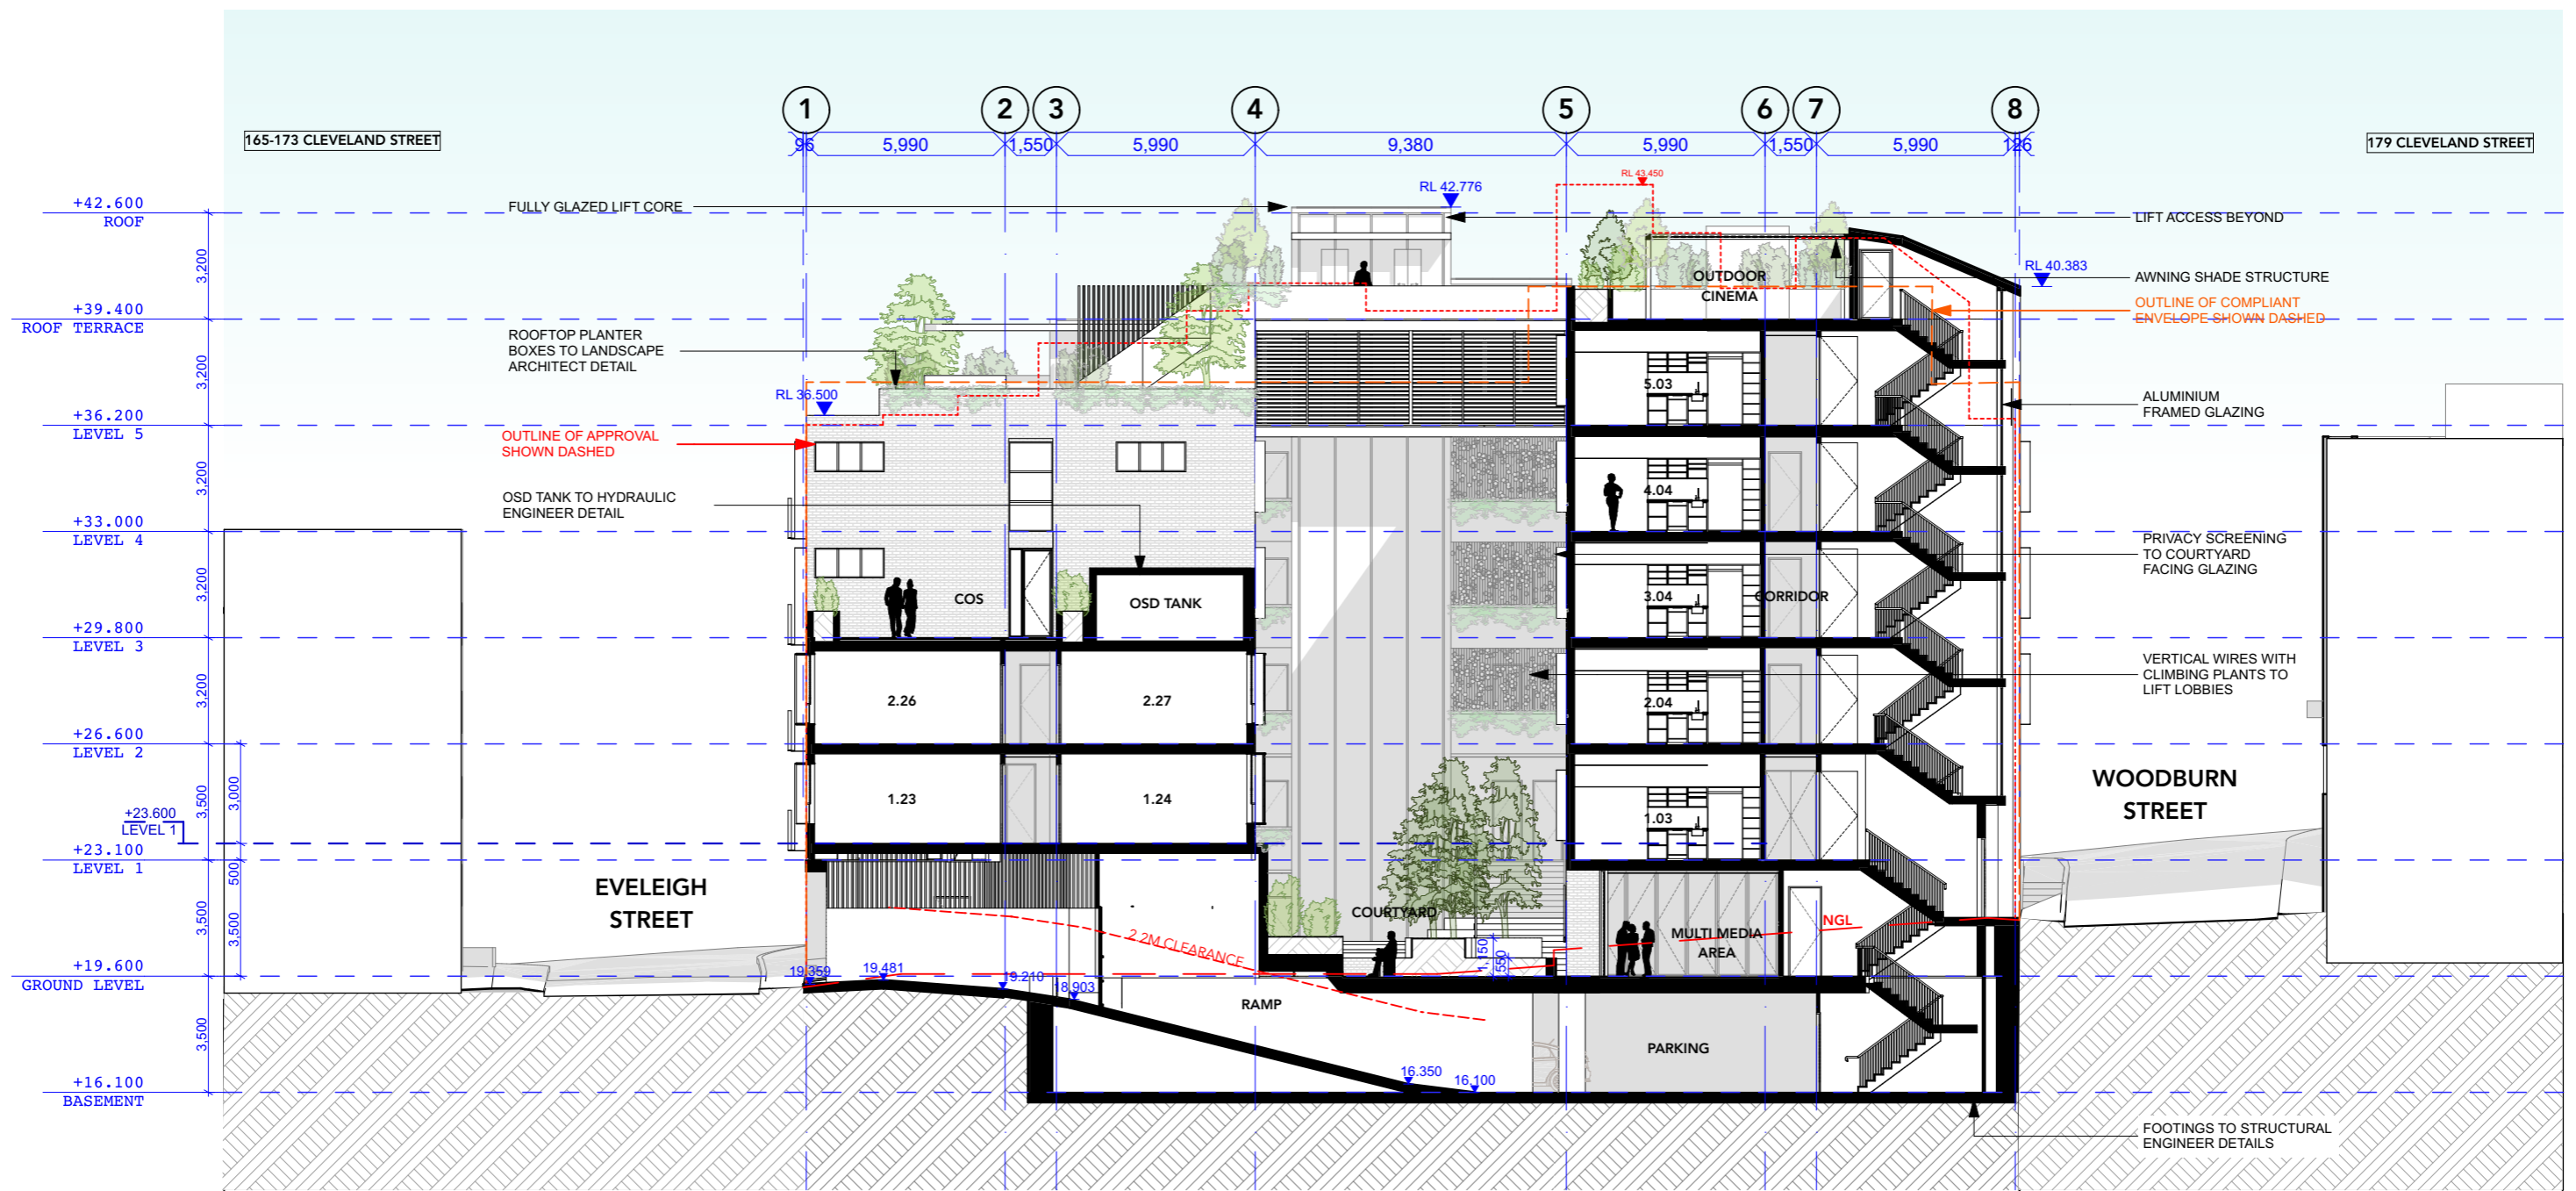 1
2
3
4
5
6
7
8
165-173 CLEVELAND STREET
179 CLEVELAND STREET
96
5,990
1,550
5,990
9,380
5,990
1,550
5,990
126
RL 43.450
RL 42.776
+42.600
ROOF
FULLY GLAZED LIFT CORE
LIFT ACCESS BEYOND
3,200
OUTDOOR
CINEMA
RL 40.383
AWNING SHADE STRUCTURE
OUTLINE OF COMPLIANT
ENVELOPE SHOWN DASHED
+39.400
ROOF TERRACE
ROOFTOP PLANTER
BOXES TO LANDSCAPE
ARCHITECT DETAIL
3,200
5.03
RL 36.500
ALUMINIUM
FRAMED GLAZING
+36.200
LEVEL 5
OUTLINE OF APPROVAL
SHOWN DASHED
3,200
OSD TANK TO HYDRAULIC
ENGINEER DETAIL
4.04
+33.000
LEVEL 4
PRIVACY SCREENING
TO COURTYARD
FACING GLAZING
3,200
COS
OSD TANK
3.04
CORRIDOR
+29.800
LEVEL 3
VERTICAL WIRES WITH
CLIMBING PLANTS TO
LIFT LOBBIES
3,200
2.26
2.27
2.04
+26.600
LEVEL 2
WOODBURN
STREET
3,500
3,000
1.23
1.24
1.03
+23.600
LEVEL 1
+23.100
LEVEL 1
500
EVELEIGH
STREET
COURTYARD
NGL
MULTI MEDIA
AREA
2.2M CLEARANCE
3,500
3,500
1,150
550
+19.600
GROUND LEVEL
19.359
19.481
19.210
18.903
RAMP
3,500
PARKING
16.350
16.100
+16.100
BASEMENT
FOOTINGS TO STRUCTURAL
ENGINEER DETAILS